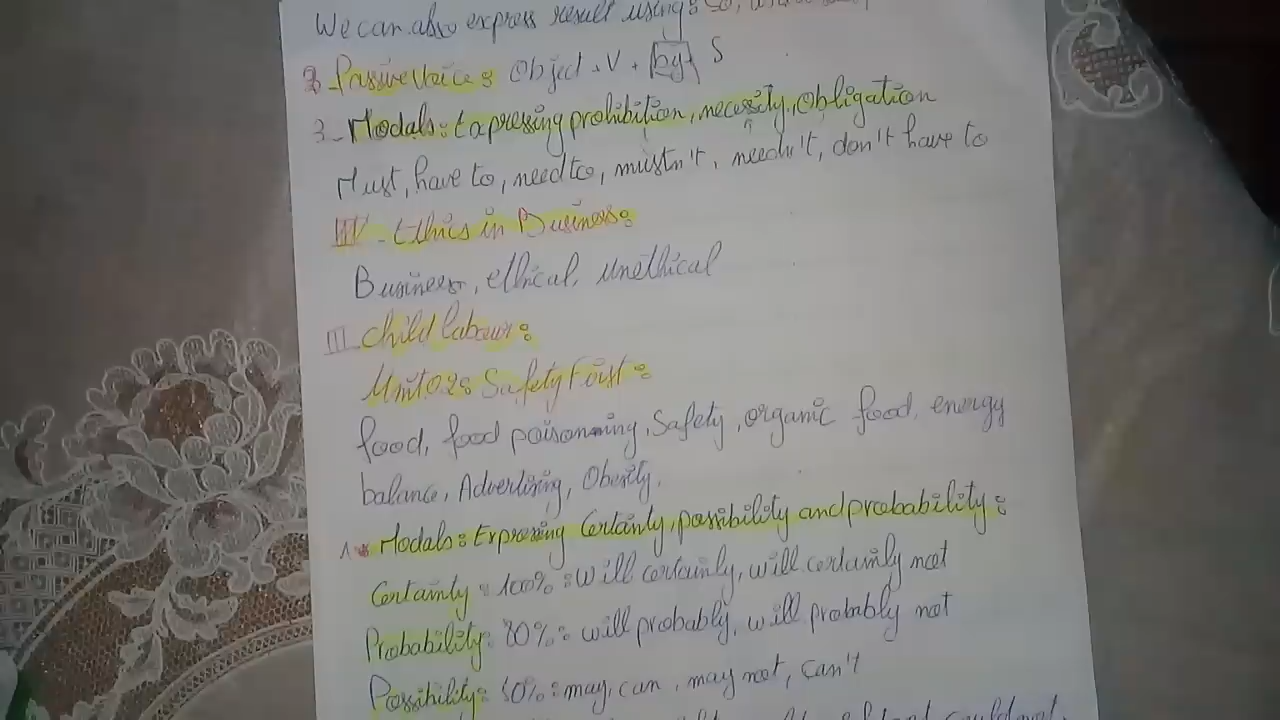 We can also express result using: so,
2- Passive Voice: Object + V + by + S
3- Modals: Expressing prohibition, necessity, Obligation
Must, have to, need to, mustn't, needn't, don't have to
IV - Ethics in Business:
Business, ethical, unethical
III - Child labour:
Unit 02: Safety First:
food, food poisonning, Safety, organic food, energy
balance, Advertising, Obesity,
1- Modals: Expressing Certainty, possibility and probability:
Certainty: 100%: will certainly, will certainly not
Probability: 80%: will probably, will probably not
Possibility: 50%: may, can, may not, can't